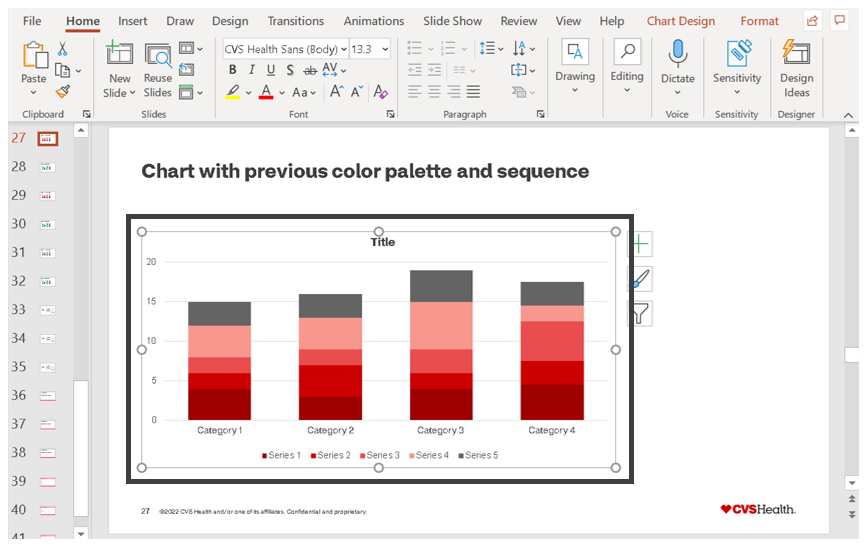 File Home Insert Draw Design Transitions Animations Slide Show Review View Help Chart Design Format
CVS Health Sans (Body) 13.3
B I U S ab AV
A Aa A A A
Paste
New Slide
Reuse Slides
Drawing
Editing
Dictate
Sensitivity
Design Ideas
Clipboard Slides Font Paragraph Voice Sensitivity Designer
27
28
29
30
31
32
33
34
35
36
37
38
39
40
41
Chart with previous color palette and sequence
Title
20
15
10
5
0
Category 1 Category 2 Category 3 Category 4
Series 1 Series 2 Series 3 Series 4 Series 5
27 ©2022 CVS Health and/or one of its affiliates. Confidential and proprietary.
CVSHealth.